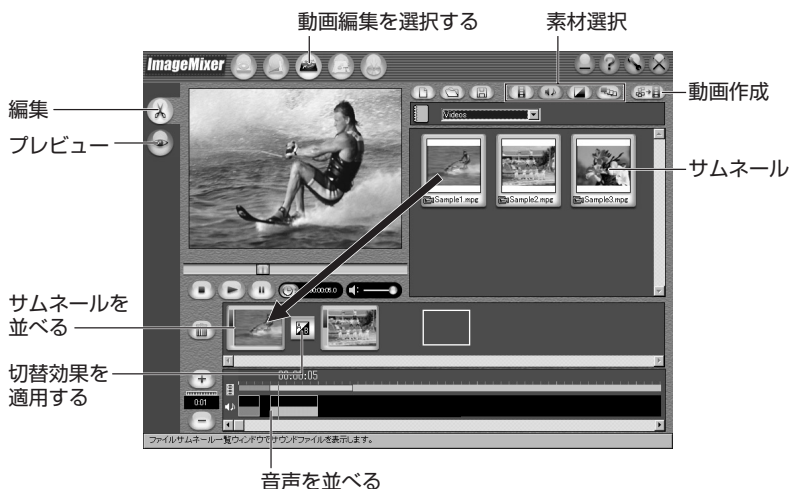 動画編集を選択する
素材選択
ImageMixer
動画作成
編集
Videos
プレビュー
サムネール
Sample1.mpg
Sample2.mpg
Sample3.mpg
00:00:05.0
サムネールを
並べる
切替効果を
適用する
00:00:05
0:01
ファイルサムネール一覧ウィンドウでサウンドファイルを表示します。
音声を並べる